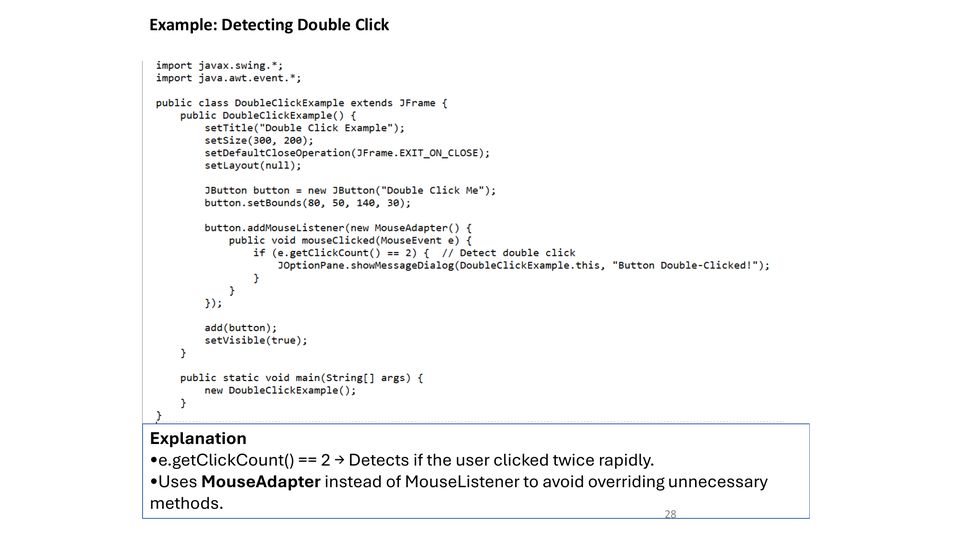 Example: Detecting Double Click
import javax.swing.*;
import java.awt.event.*;
public class DoubleClickExample extends JFrame {
public DoubleClickExample() {
setTitle("Double Click Example");
setSize(300, 200);
setDefaultCloseOperation(JFrame.EXIT_ON_CLOSE);
setLayout(null);
JButton button = new JButton("Double Click Me");
button.setBounds(80, 50, 140, 30);
button.addMouseListener(new MouseAdapter() {
public void mouseClicked(MouseEvent e) {
if (e.getClickCount() == 2) {  // Detect double click
JOptionPane.showMessageDialog(DoubleClickExample.this, "Button Double-Clicked!");
}
}
});
add(button);
setVisible(true);
}
public static void main(String[] args) {
new DoubleClickExample();
}
}
Explanation
•e.getClickCount() == 2 → Detects if the user clicked twice rapidly.
•Uses MouseAdapter instead of MouseListener to avoid overriding unnecessary
methods.
28